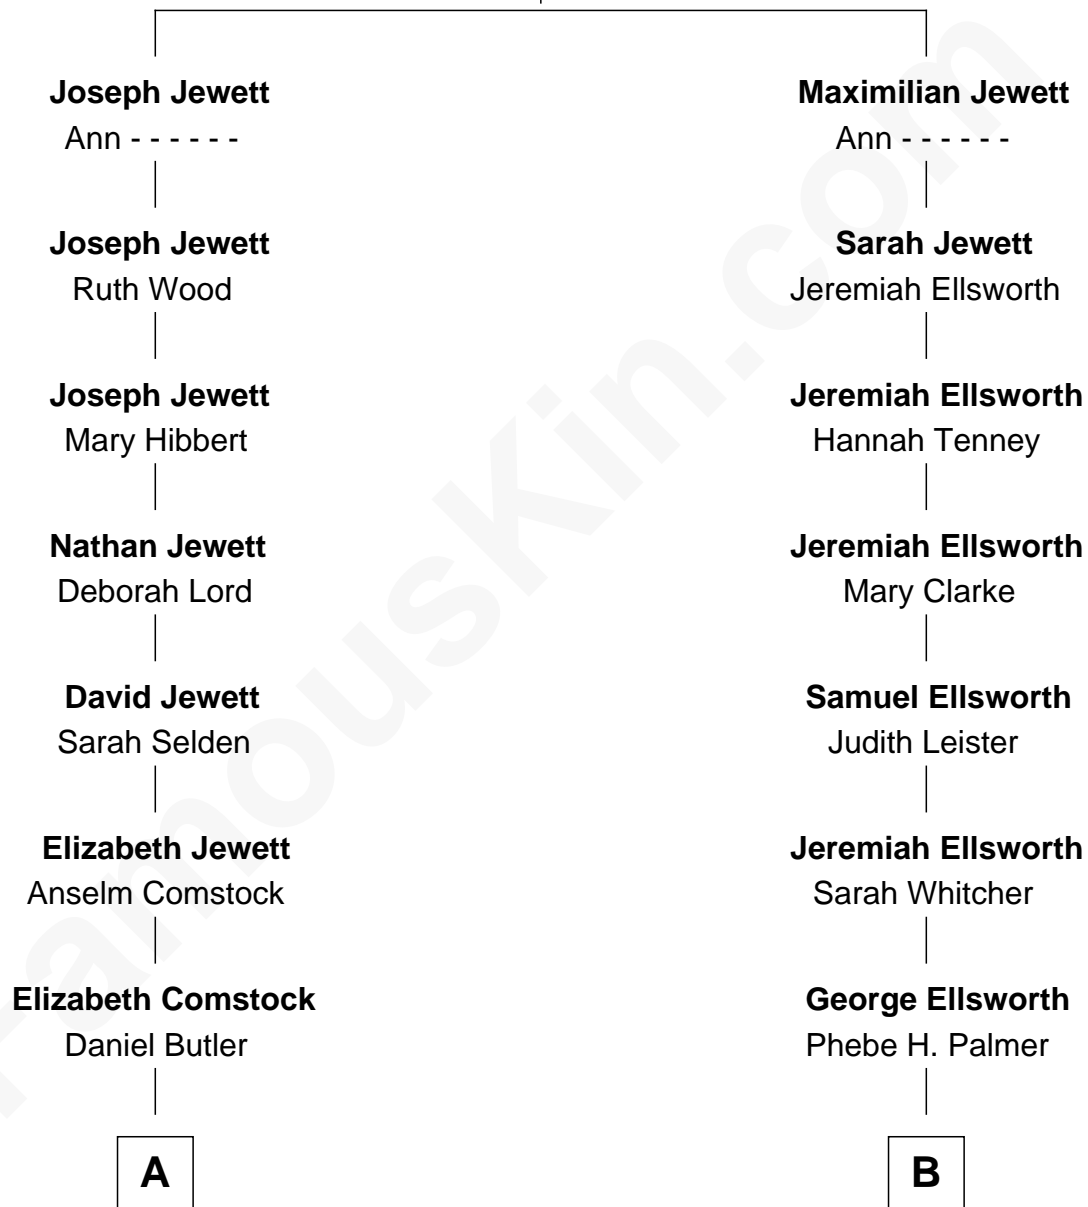 Joseph Jewett
Ann - - - - - -
Maximilian Jewett
Ann - - - - - -
Joseph Jewett
Ruth Wood
Sarah Jewett
Jeremiah Ellsworth
Joseph Jewett
Mary Hibbert
Jeremiah Ellsworth
Hannah Tenney
Nathan Jewett
Deborah Lord
Jeremiah Ellsworth
Mary Clarke
David Jewett
Sarah Selden
Samuel Ellsworth
Judith Leister
Elizabeth Jewett
Anselm Comstock
Jeremiah Ellsworth
Sarah Whitcher
Elizabeth Comstock
Daniel Butler
George Ellsworth
Phebe H. Palmer
A
B
FamousKin.com